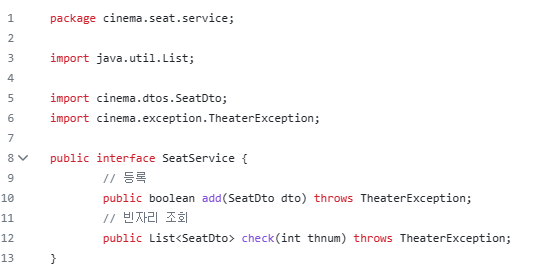 1 package cinema.seat.service;
2
3 import java.util.List;
4
5 import cinema.dtos.SeatDto;
6 import cinema.exception.TheaterException;
7
8 public interface SeatService {
9 // 등록
10 public boolean add(SeatDto dto) throws TheaterException;
11 // 빈자리 조회
12 public List<SeatDto> check(int thnum) throws TheaterException;
13 }